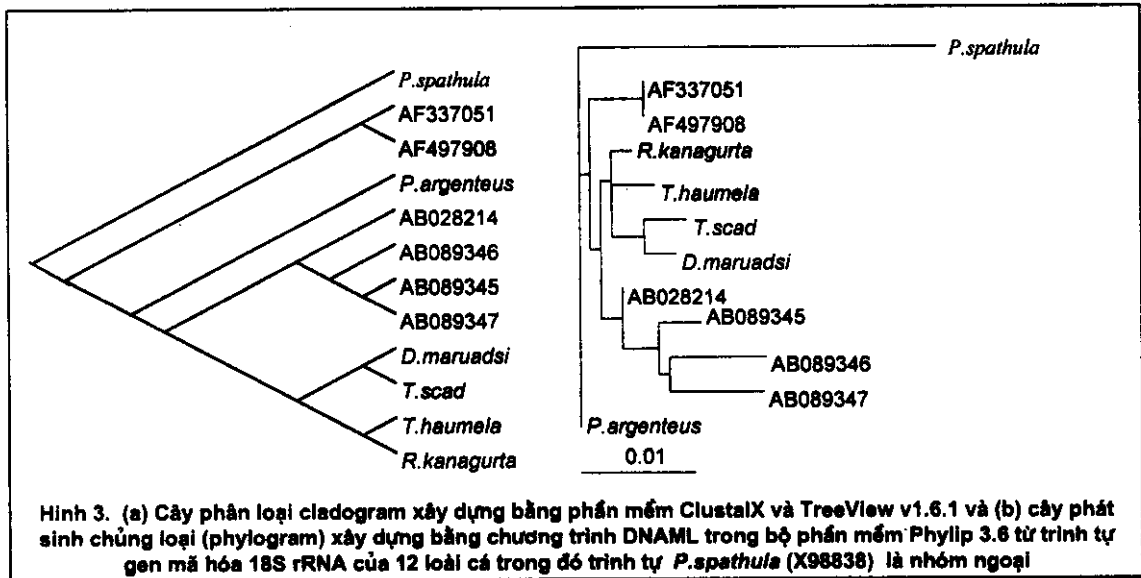 P.spathula
AF337051
AF497908
P.argenteus
AB028214
AB089346
AB089345
AB089347
D.maruadsi
T.scad
T.haumela
R.kanagurta
P.spathula
AF337051
AF497908
R.kanagurta
T.haumela
T.scad
D.maruadsi
AB028214
AB089345
AB089346
AB089347
P.argenteus
0.01
Hình 3. (a) Cây phân loại cladogram xây dựng bằng phần mềm ClustalX và TreeView v1.6.1 và (b) cây phát
sinh chủng loại (phylogram) xây dựng bằng chương trình DNAML trong bộ phần mềm Phylip 3.6 từ trình tự
gen mã hóa 18S rRNA của 12 loài cá trong đó trình tự P.spathula (X98838) là nhóm ngoại